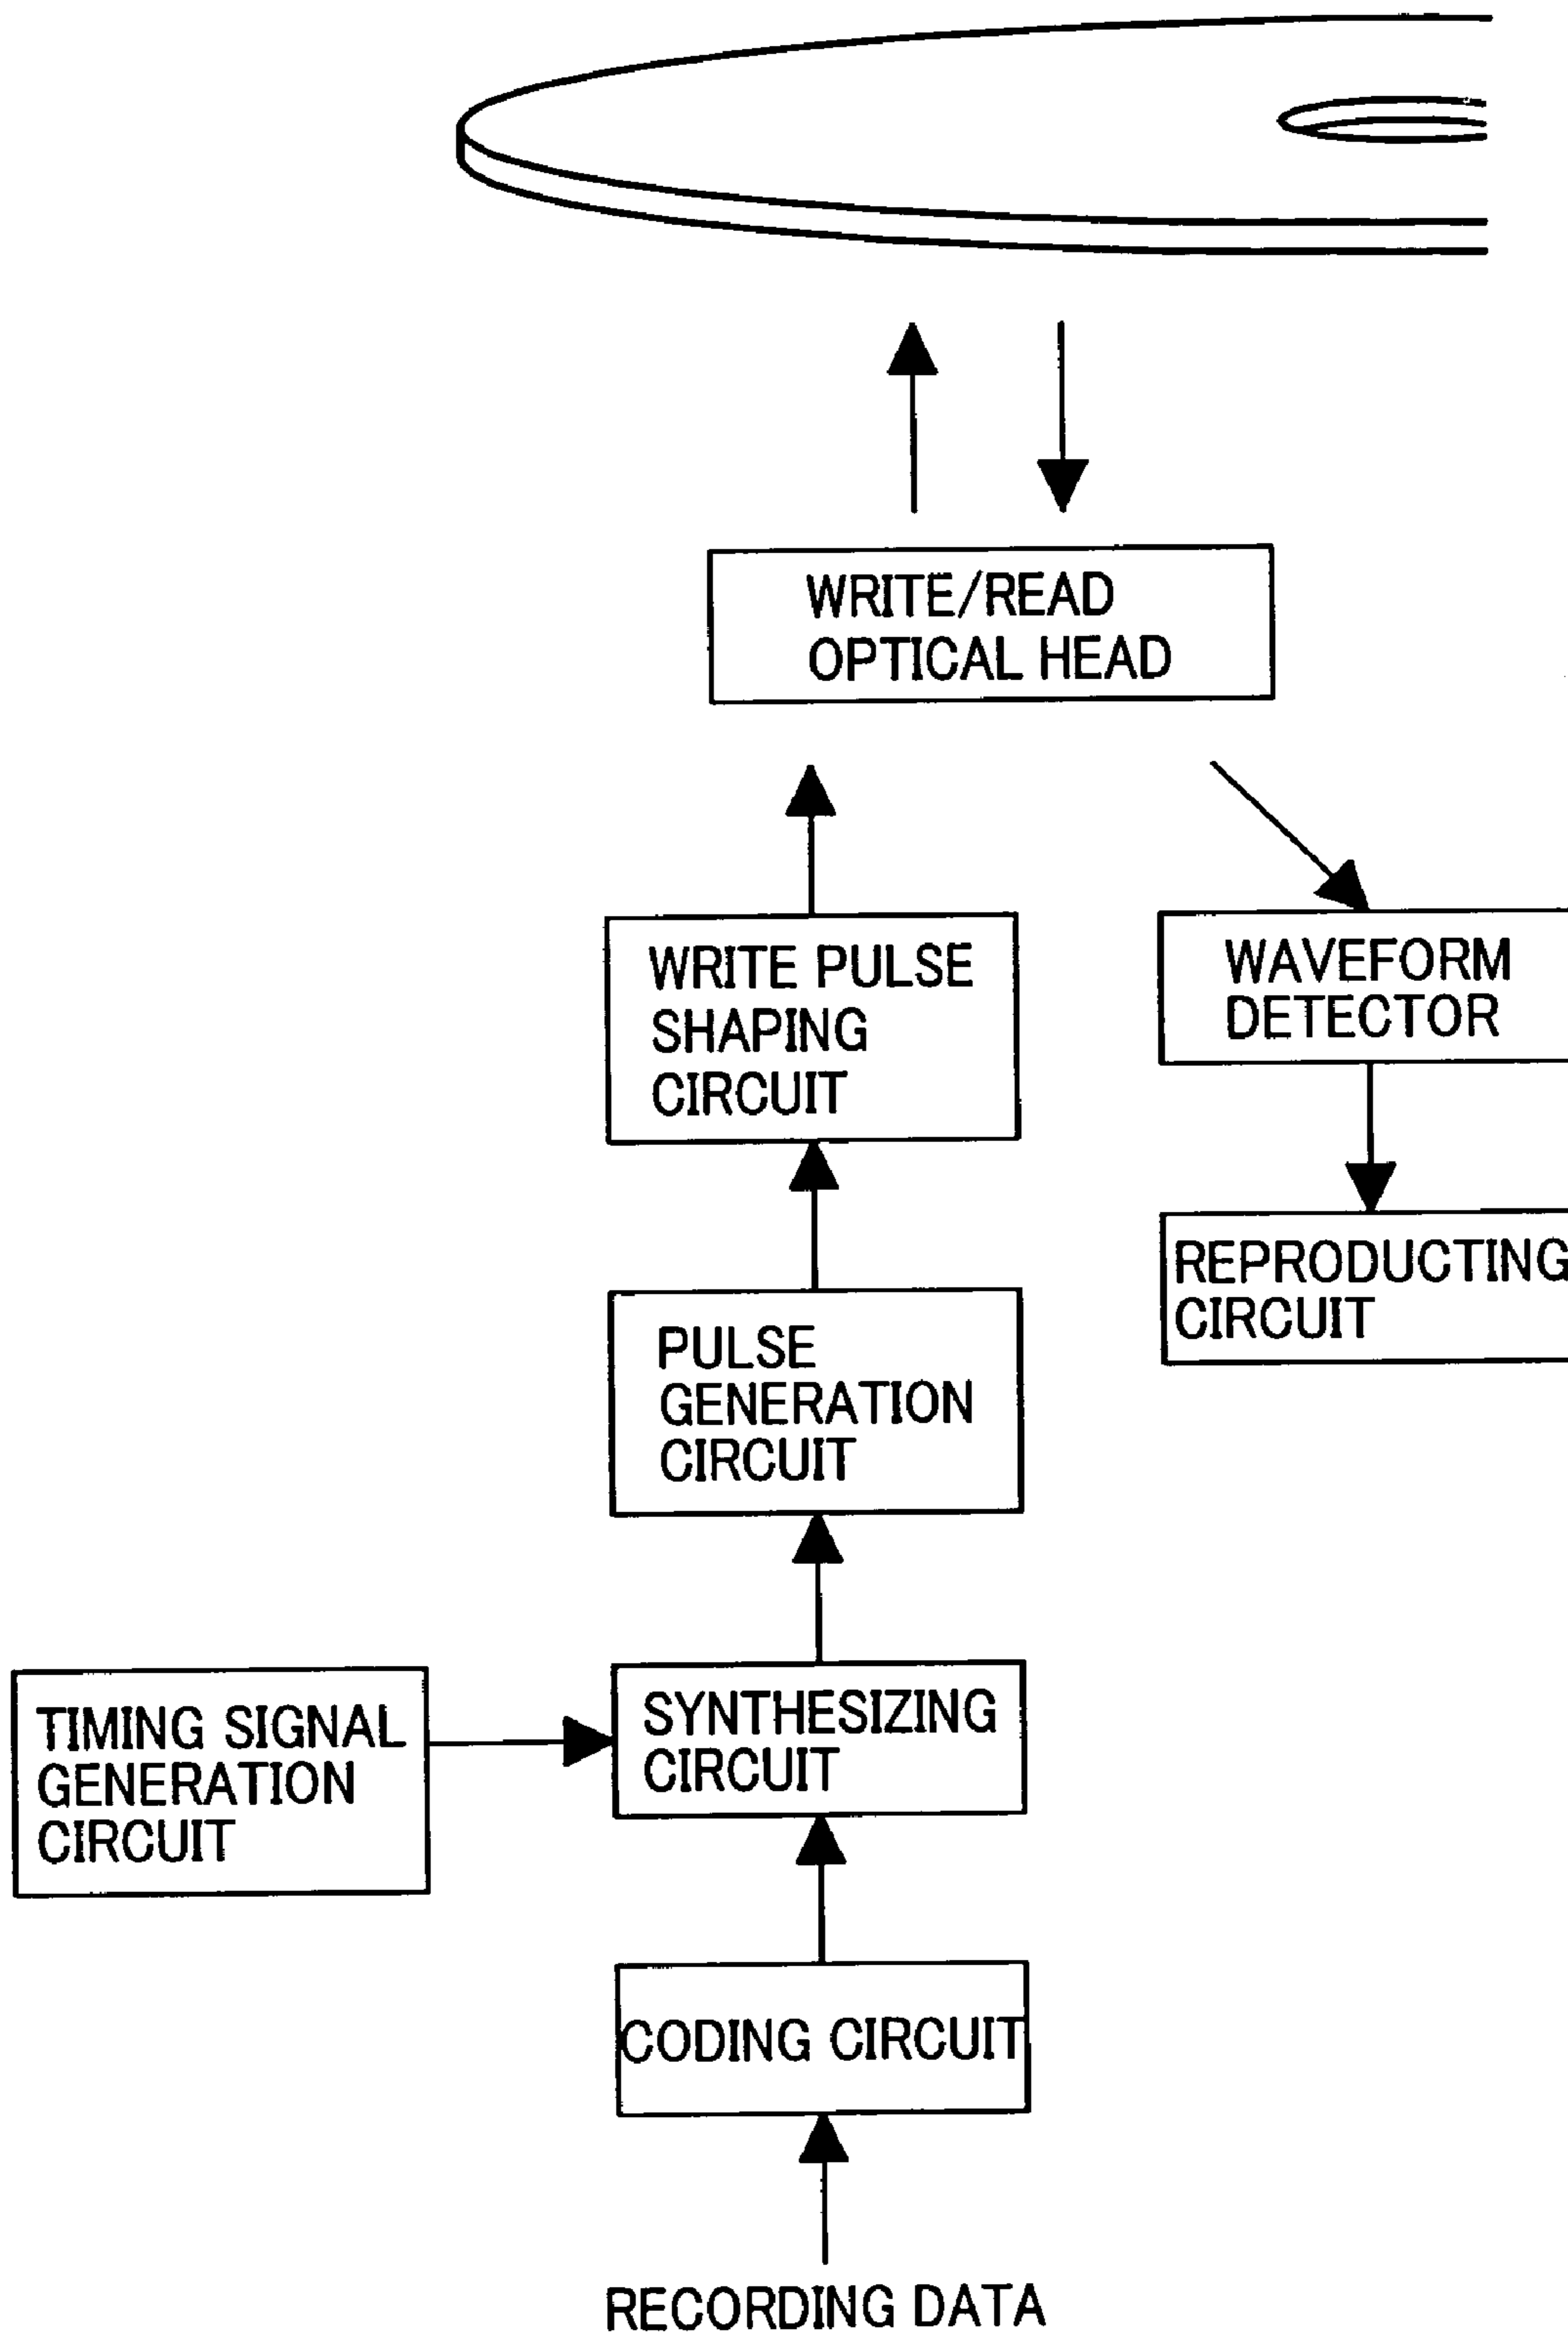 WRITE/READ
OPTICAL HEAD
WRITE PULSE
SHAPING
CIRCUIT
WAVEFORM
DETECTOR
REPRODUCTING
CIRCUIT
PULSE
GENERATION
CIRCUIT
TIMING SIGNAL
GENERATION
CIRCUIT
SYNTHESIZING
CIRCUIT
CODING CIRCUIT
RECORDING DATA